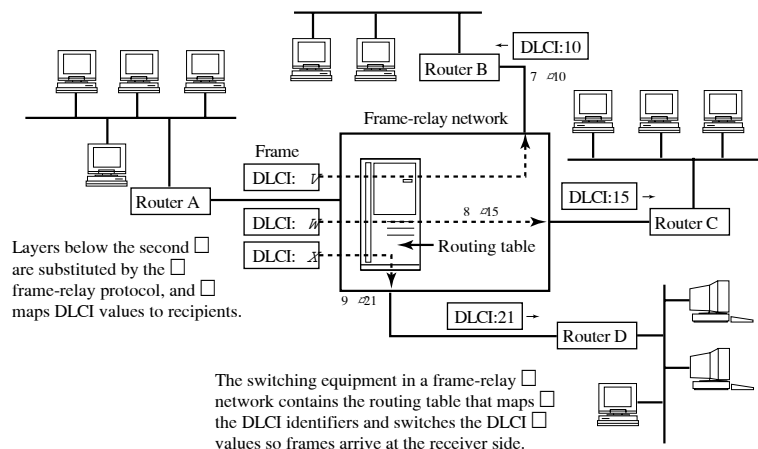 DLCI:10
Router B
7 10
Frame-relay network
Frame
DLCI: V
DLCI:15
Router A
DLCI: W
8 15
Router C
DLCI: X
Routing table
Layers below the second □
are substituted by the □
frame-relay protocol, and □
maps DLCI values to recipients.
9 21
DLCI:21
Router D
The switching equipment in a frame-relay □
network contains the routing table that maps □
the DLCI identifiers and switches the DLCI □
values so frames arrive at the receiver side.